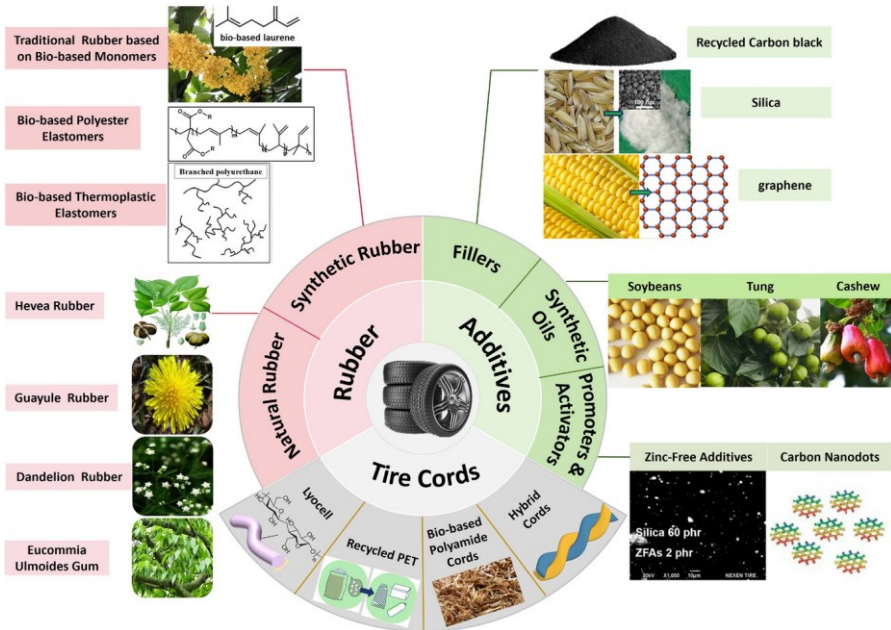 Traditional Rubber based
on Bio-based Monomers
bio-based laurene
Bio-based Polyester
Elastomers
Bio-based Thermoplastic
Elastomers
Branched polyurethane
Hevea Rubber
Guayule Rubber
Dandelion Rubber
Eucommia
Ulmoides Gum
Recycled Carbon black
Silica
graphene
Soybeans
Tung
Cashew
Zinc-Free Additives
Carbon Nanodots
Silica 60 phr
ZFAs 2 phr
X1,000
10μm
NEXEN TIRE.
Synthetic Rubber
Natural Rubber
Rubber
Fillers
Synthetic
Oils
Promoters &
Activators
Additives
Tire Cords
Lyocell
Recycled PET
Bio-based
Polyamide
Cords
Hybrid
Cords